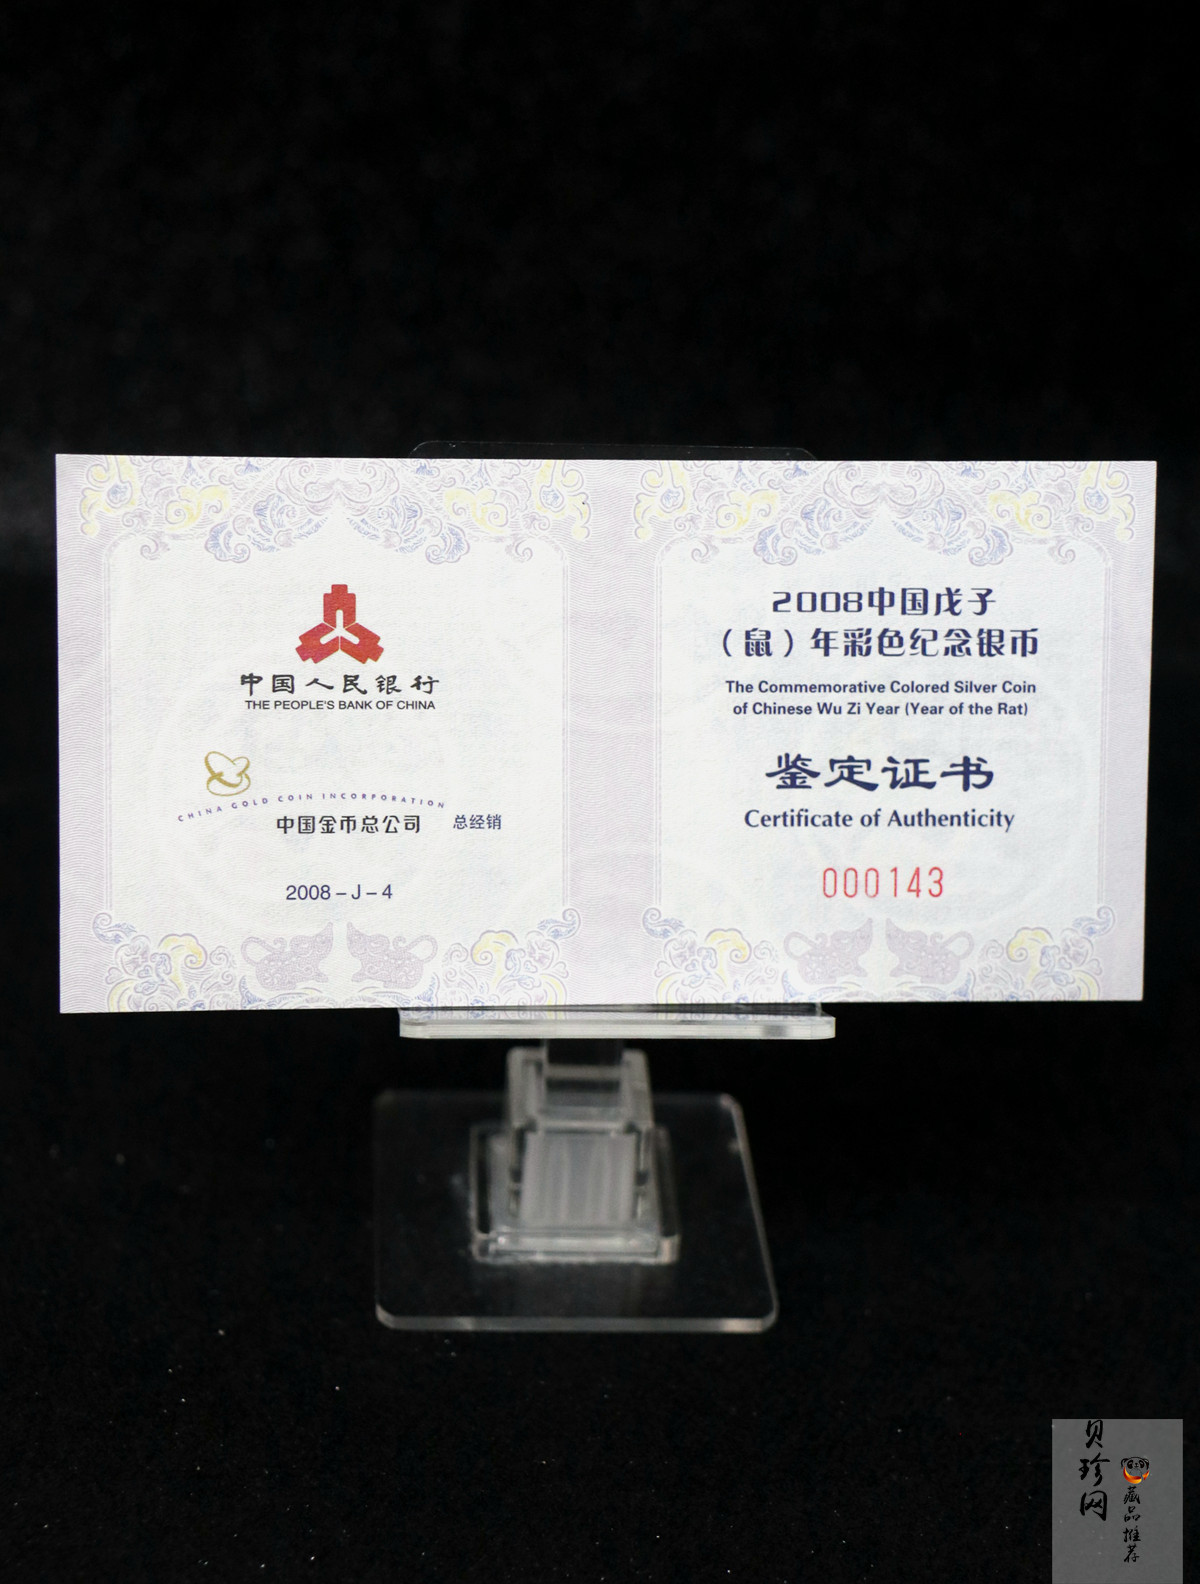 中国人民银行
THE PEOPLE'S BANK OF CHINA
CHINA GOLD COIN INCORPORATION
中国金币总公司 总经销
2008–J–4
2008中国戊子
（鼠）年彩色纪念银币
The Commemorative Colored Silver Coin
of Chinese Wu Zi Year (Year of the Rat)
鉴定证书
Certificate of Authenticity
000143
贝珍网
藏品推荐